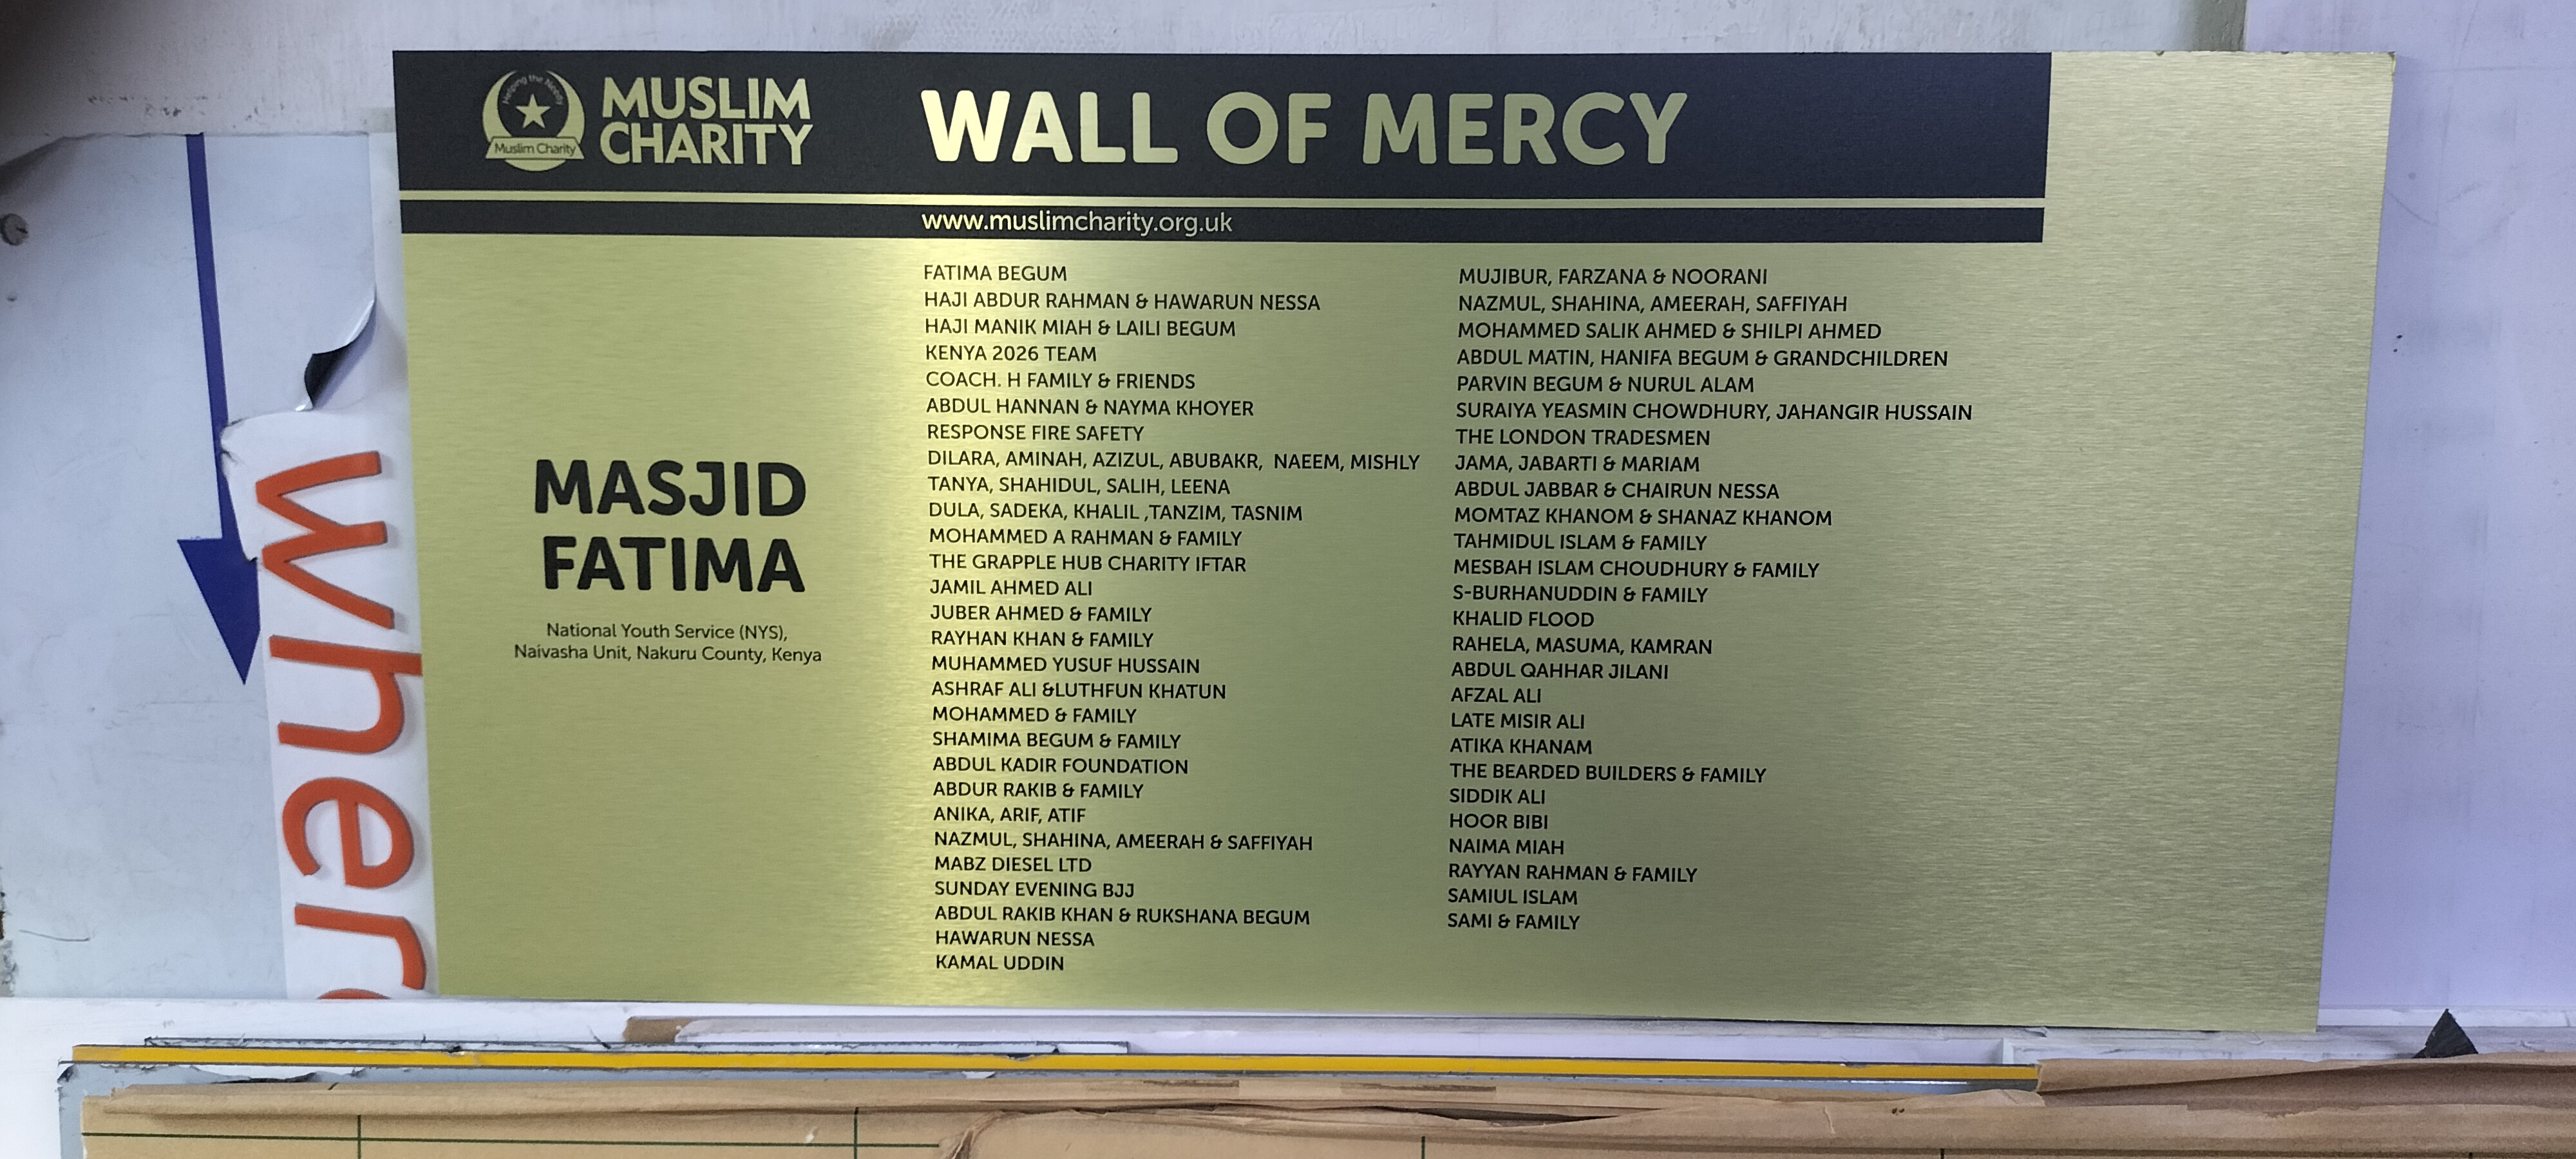 Helping the Needy
Muslim Charity
MUSLIM
CHARITY
WALL OF MERCY
www.muslimcharity.org.uk
MASJID
FATIMA
National Youth Service (NYS),
Naivasha Unit, Nakuru County, Kenya
FATIMA BEGUM
HAJI ABDUR RAHMAN & HAWARUN NESSA
HAJI MANIK MIAH & LAILI BEGUM
KENYA 2026 TEAM
COACH. H FAMILY & FRIENDS
ABDUL HANNAN & NAYMA KHOYER
RESPONSE FIRE SAFETY
DILARA, AMINAH, AZIZUL, ABUBAKR,  NAEEM, MISHLY
TANYA, SHAHIDUL, SALIH, LEENA
DULA, SADEKA, KHALIL ,TANZIM, TASNIM
MOHAMMED A RAHMAN & FAMILY
THE GRAPPLE HUB CHARITY IFTAR
JAMIL AHMED ALI
JUBER AHMED & FAMILY
RAYHAN KHAN & FAMILY
MUHAMMED YUSUF HUSSAIN
ASHRAF ALI &LUTHFUN KHATUN
MOHAMMED & FAMILY
SHAMIMA BEGUM & FAMILY
ABDUL KADIR FOUNDATION
ABDUR RAKIB & FAMILY
ANIKA, ARIF, ATIF
NAZMUL, SHAHINA, AMEERAH & SAFFIYAH
MABZ DIESEL LTD
SUNDAY EVENING BJJ
ABDUL RAKIB KHAN & RUKSHANA BEGUM
HAWARUN NESSA
KAMAL UDDIN
MUJIBUR, FARZANA & NOORANI
NAZMUL, SHAHINA, AMEERAH, SAFFIYAH
MOHAMMED SALIK AHMED & SHILPI AHMED
ABDUL MATIN, HANIFA BEGUM & GRANDCHILDREN
PARVIN BEGUM & NURUL ALAM
SURAIYA YEASMIN CHOWDHURY, JAHANGIR HUSSAIN
THE LONDON TRADESMEN
JAMA, JABARTI & MARIAM
ABDUL JABBAR & CHAIRUN NESSA
MOMTAZ KHANOM & SHANAZ KHANOM
TAHMIDUL ISLAM & FAMILY
MESBAH ISLAM CHOUDHURY & FAMILY
S-BURHANUDDIN & FAMILY
KHALID FLOOD
RAHELA, MASUMA, KAMRAN
ABDUL QAHHAR JILANI
AFZAL ALI
LATE MISIR ALI
ATIKA KHANAM
THE BEARDED BUILDERS & FAMILY
SIDDIK ALI
HOOR BIBI
NAIMA MIAH
RAYYAN RAHMAN & FAMILY
SAMIUL ISLAM
SAMI & FAMILY